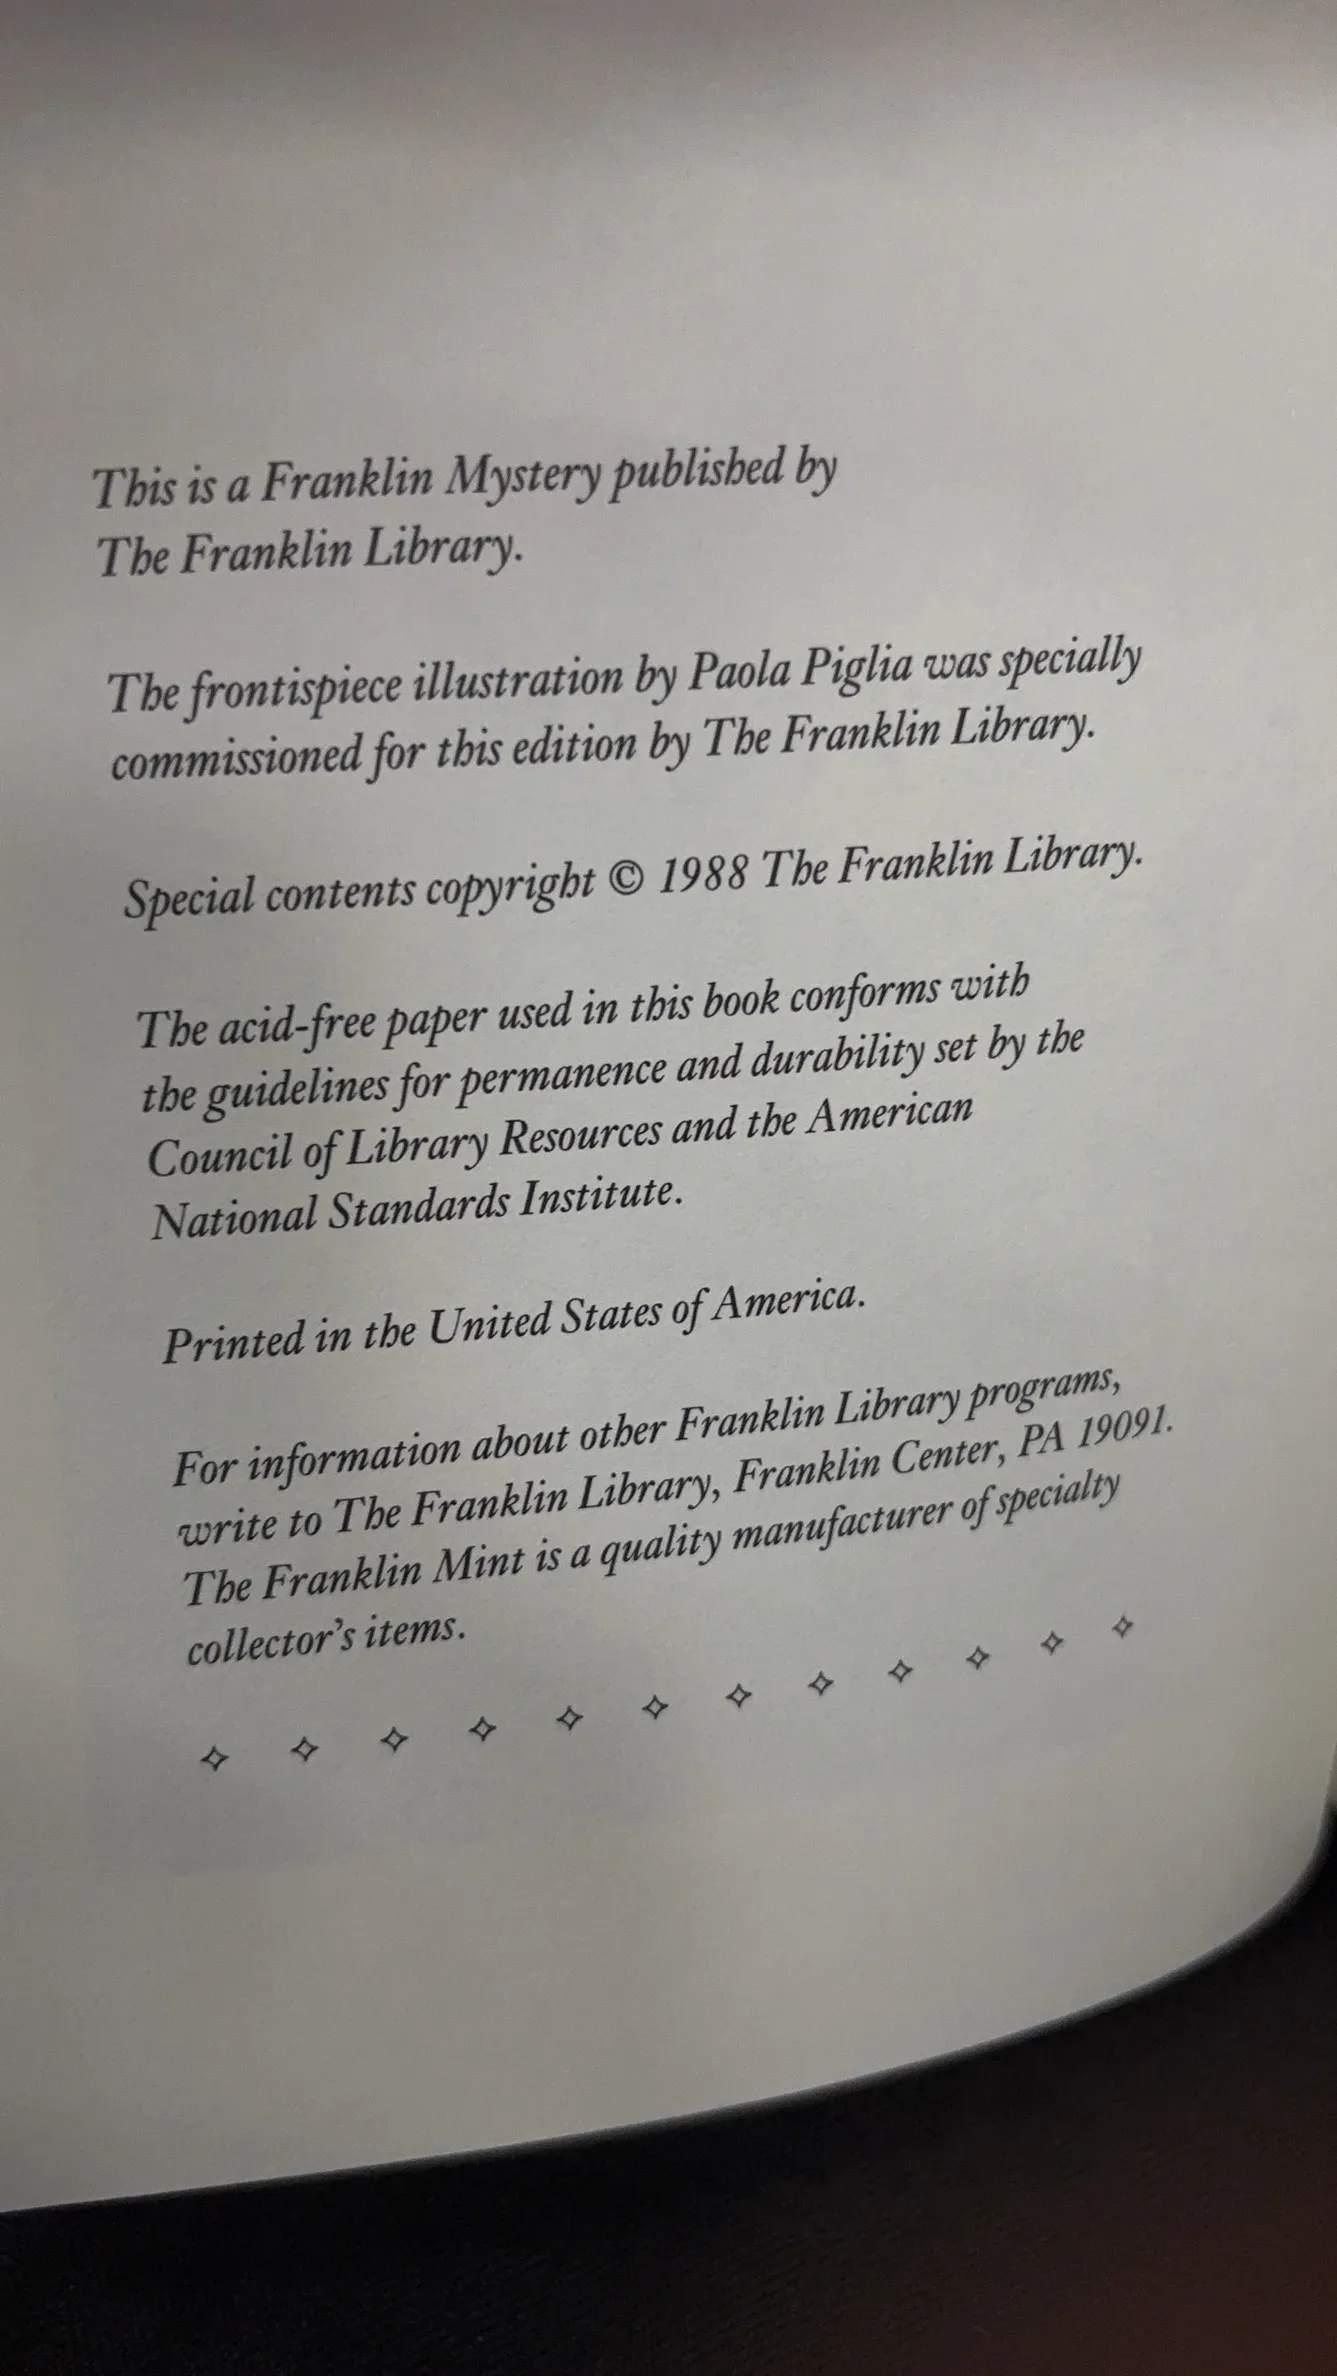 This is a Franklin Mystery published by
The Franklin Library.
The frontispiece illustration by Paola Piglia was specially
commissioned for this edition by The Franklin Library.
Special contents copyright © 1988 The Franklin Library.
The acid-free paper used in this book conforms with
the guidelines for permanence and durability set by the
Council of Library Resources and the American
National Standards Institute.
Printed in the United States of America.
For information about other Franklin Library programs,
write to The Franklin Library, Franklin Center, PA 19091.
The Franklin Mint is a quality manufacturer of specialty
collector’s items.